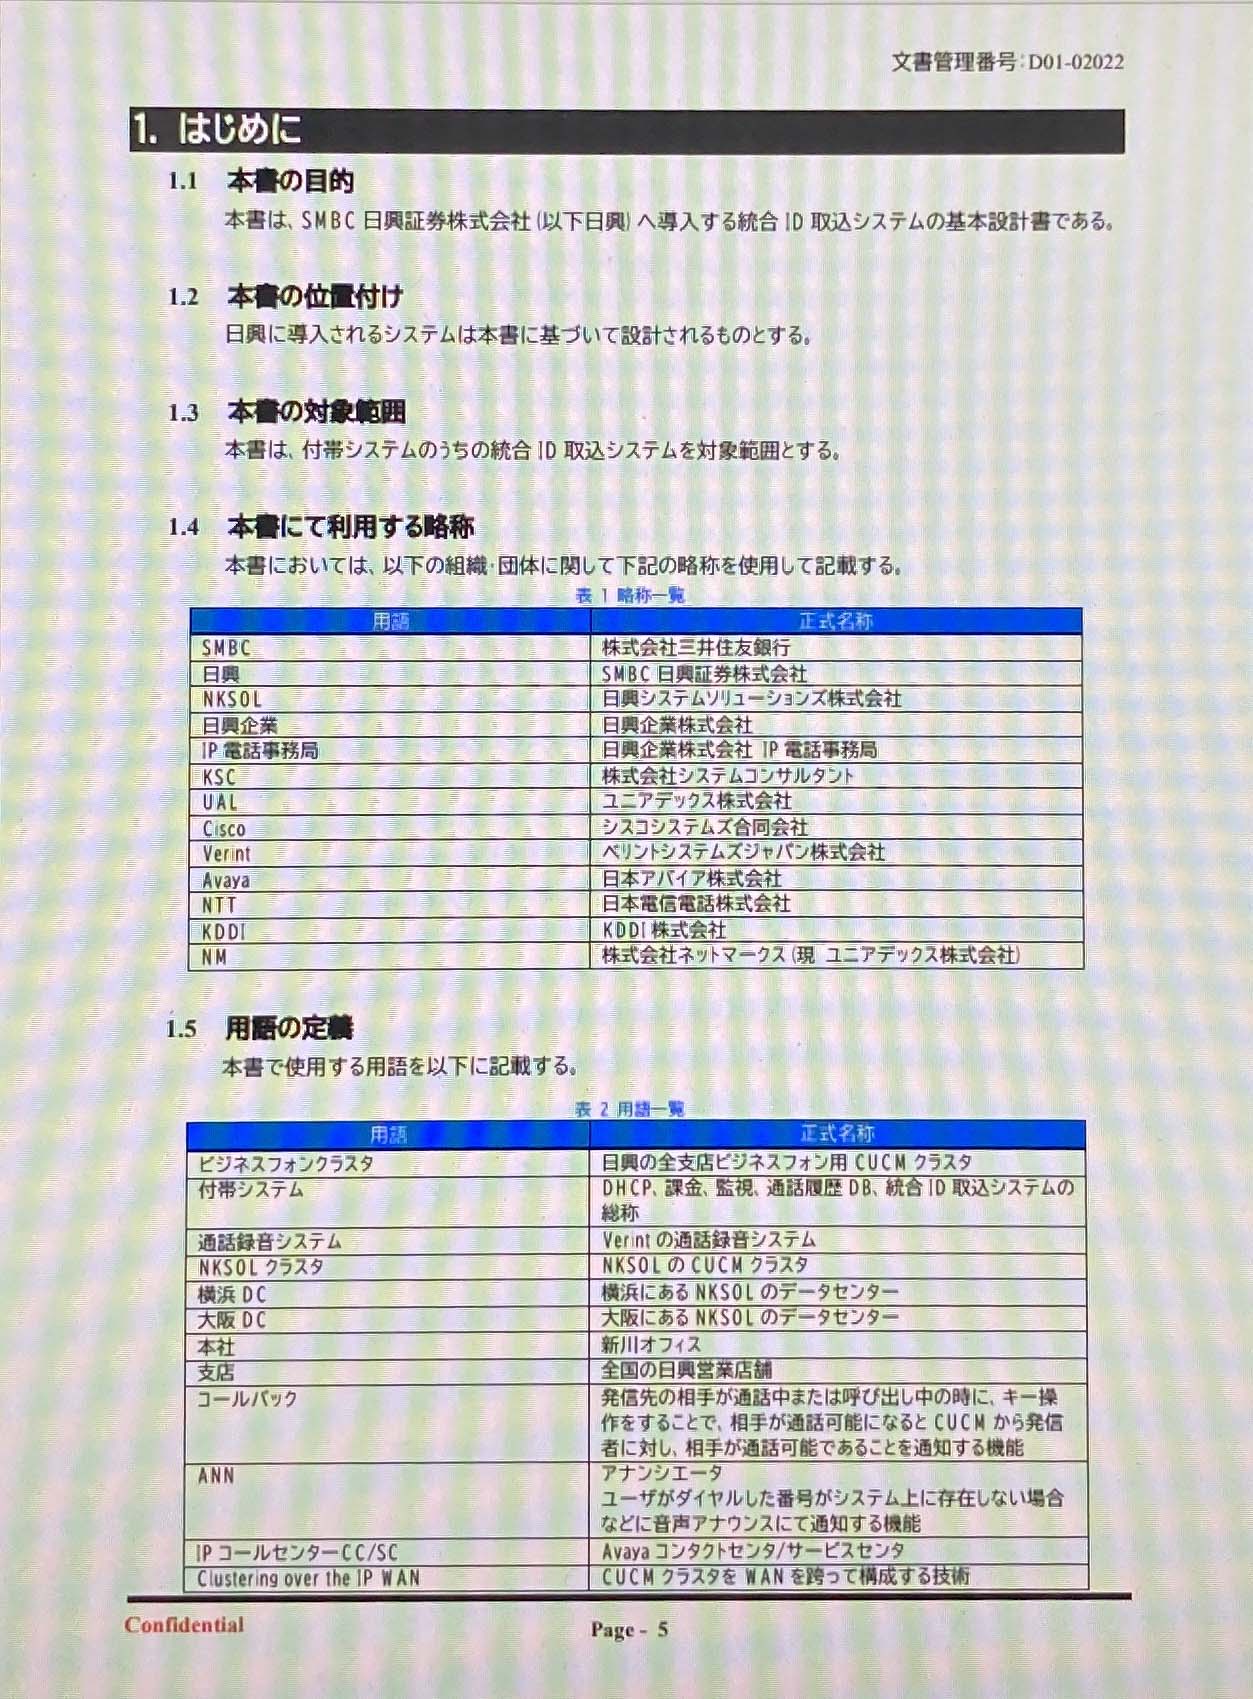 文書管理番号:D01-02022
1. はじめに
1.1 本書の目的
本書は、SMBC 日興証券株式会社(以下日興)へ導入する統合 ID 取込システムの基本設計書である。
1.2 本書の位置付け
日興に導入されるシステムは本書に基づいて設計されるものとする。
1.3 本書の対象範囲
本書は、付帯システムのうちの統合 ID 取込システムを対象範囲とする。
1.4 本書にて利用する略称
本書においては、以下の組織・団体に関して下記の略称を使用して記載する。
表 1 略称一覧
用語 正式名称
SMBC 株式会社三井住友銀行
日興 SMBC 日興証券株式会社
NKSOL 日興システムソリューションズ株式会社
日興企業 日興企業株式会社
IP 電話事務局 日興企業株式会社 IP 電話事務局
KSC 株式会社システムコンサルタント
UAL ユニアデックス株式会社
Cisco シスコシステムズ合同会社
Verint ベリントシステムズジャパン株式会社
Avaya 日本アバイア株式会社
NTT 日本電信電話株式会社
KDDI KDDI 株式会社
NM 株式会社ネットマークス(現 ユニアデックス株式会社)
1.5 用語の定義
本書で使用する用語を以下に記載する。
表 2 用語一覧
用語 正式名称
ビジネスフォンクラスタ 日興の全支店ビジネスフォン用 CUCM クラスタ
付帯システム DHCP、課金、監視、通話履歴 DB、統合 ID 取込システムの
総称
通話録音システム Verint の通話録音システム
NKSOL クラスタ NKSOL の CUCM クラスタ
横浜 DC 横浜にある NKSOL のデータセンター
大阪 DC 大阪にある NKSOL のデータセンター
本社 新川オフィス
支店 全国の日興営業店舗
コールバック 発信先の相手が通話中または呼び出し中の時に、キー操
作をすることで、相手が通話可能になると CUCM から発信
者に対し、相手が通話可能であることを通知する機能
ANN アナンシエータ
ユーザがダイヤルした番号がシステム上に存在しない場合
などに音声アナウンスにて通知する機能
IP コールセンターCC/SC Avaya コンタクトセンタ/サービスセンタ
Clustering over the IP WAN CUCM クラスタを WAN を跨って構成する技術
Confidential Page - 5